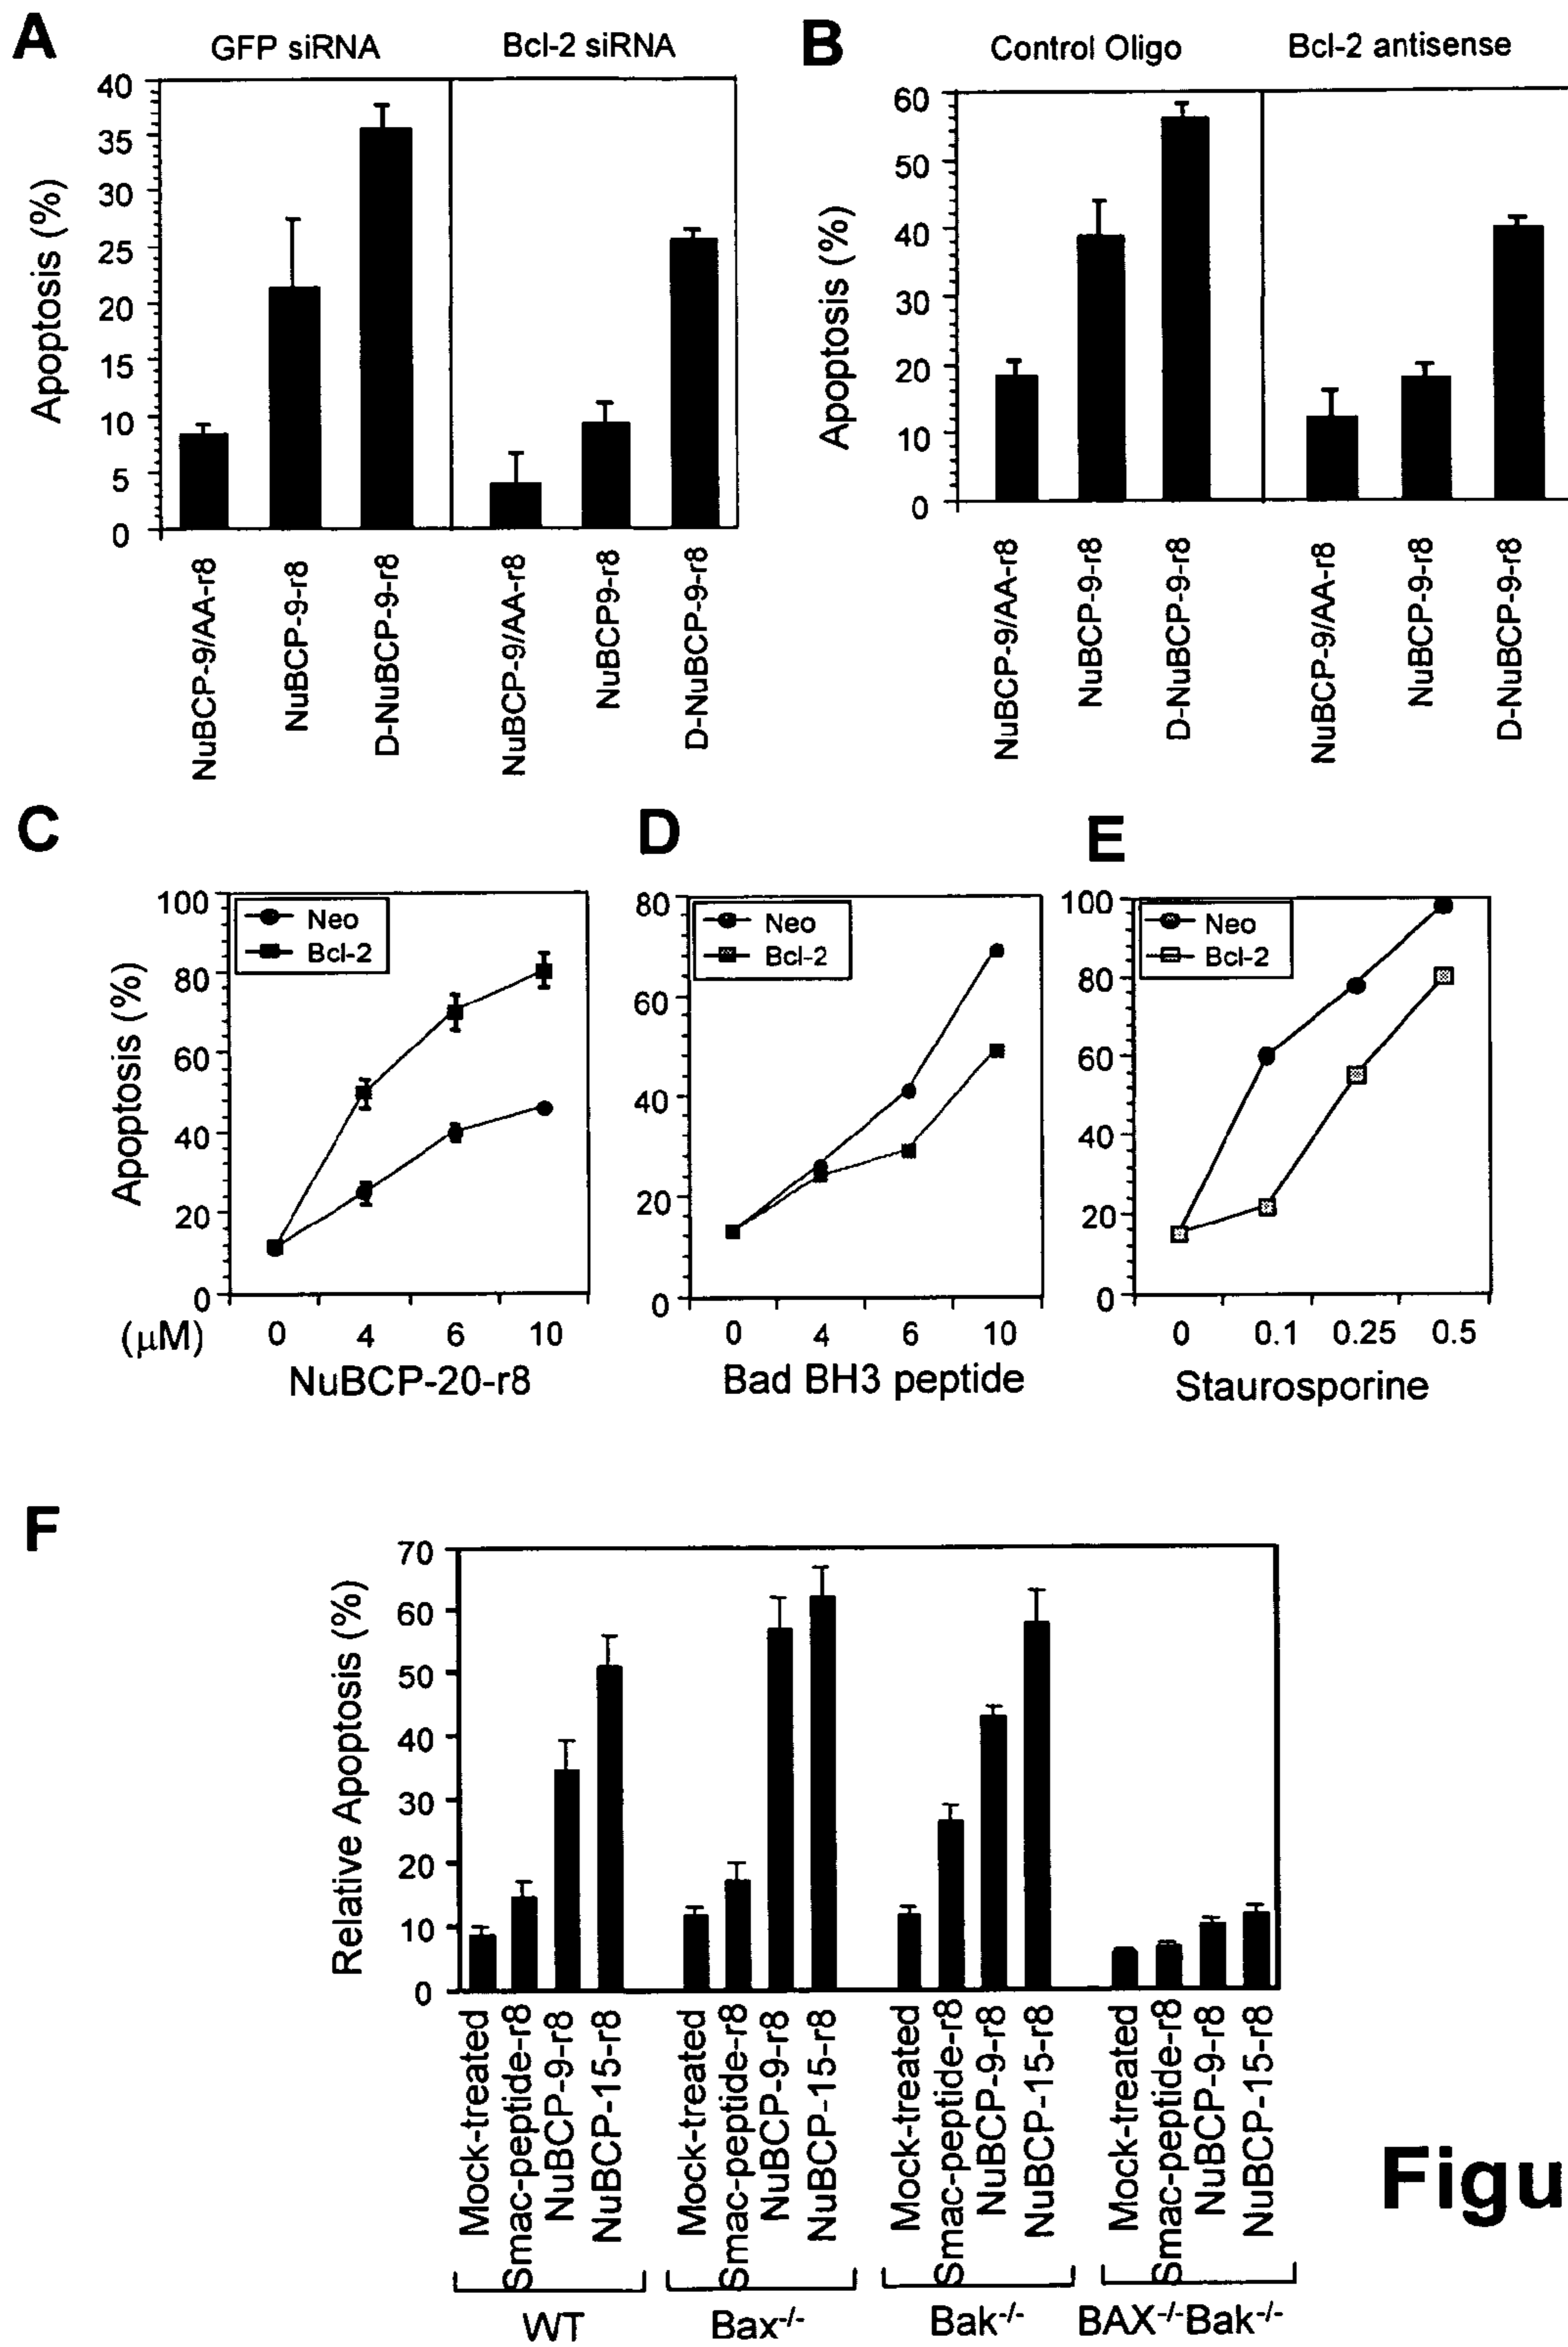 A
GFP siRNA
Bcl-2 siRNA
Apoptosis (%)
40
35
30
25
20
15
10
5
0
NuBCP-9/AA-r8
NuBCP-9-r8
D-NuBCP-9-r8
NuBCP-9/AA-r8
NuBCP9-r8
D-NuBCP-9-r8
B
Control Oligo
Bcl-2 antisense
Apoptosis (%)
60
50
40
30
20
10
0
NuBCP-9/AA-r8
NuBCP-9-r8
D-NuBCP-9-r8
NuBCP-9/AA-r8
NuBCP-9-r8
D-NuBCP-9-r8
C
Apoptosis (%)
100
80
60
40
20
0
Neo
Bcl-2
(µM)
0 4 6 10
NuBCP-20-r8
D
80
60
40
20
0
Neo
Bcl-2
0 4 6 10
Bad BH3 peptide
E
100
80
60
40
20
0
Neo
Bcl-2
0 0.1 0.25 0.5
Staurosporine
F
Relative Apoptosis (%)
70
60
50
40
30
20
10
0
Mock-treated
Smac-peptide-r8
NuBCP-9-r8
NuBCP-15-r8
Mock-treated
Smac-peptide-r8
NuBCP-9-r8
NuBCP-15-r8
Mock-treated
Smac-peptide-r8
NuBCP-9-r8
NuBCP-15-r8
Mock-treated
Smac-peptide-r8
NuBCP-9-r8
NuBCP-15-r8
WT
Bax-/-
Bak-/-
BAX-/-Bak-/-
Figu